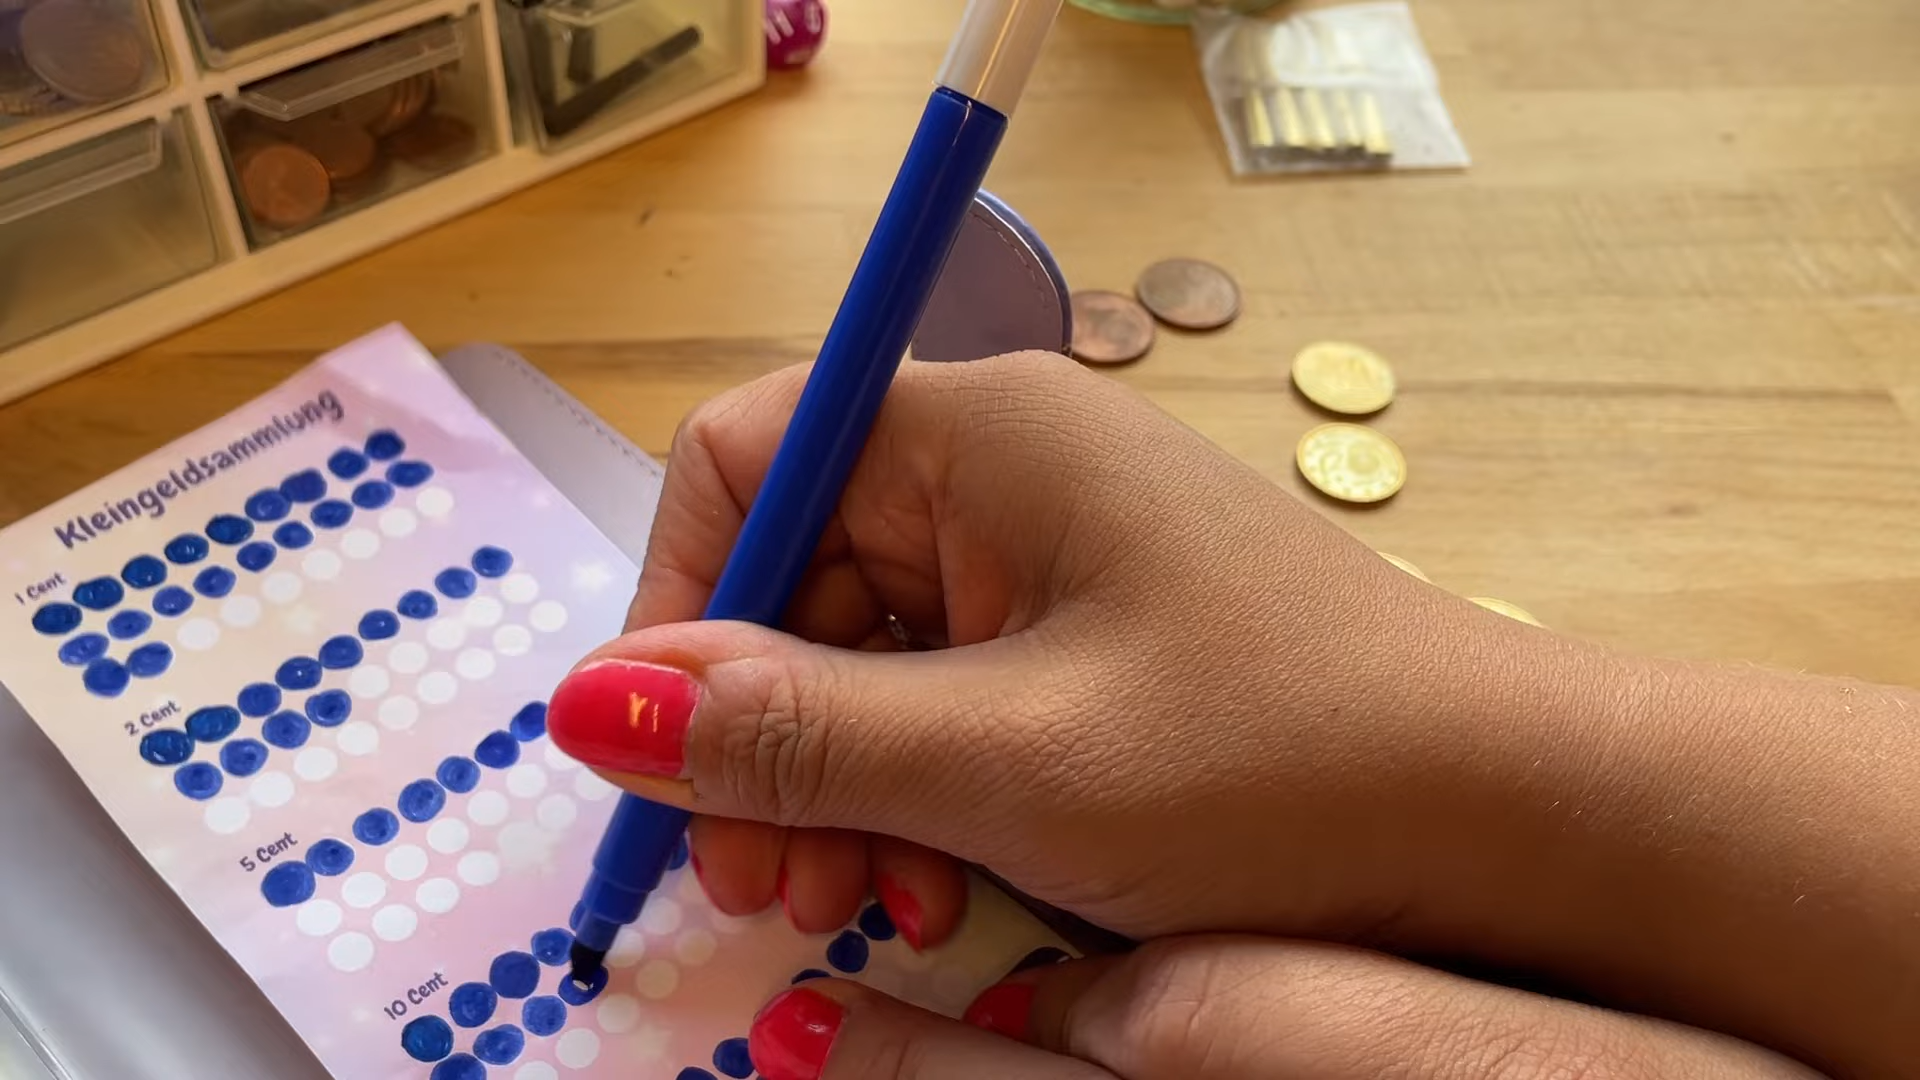 Kleingeldsammlung
1 Cent
2 Cent
5 Cent
10 Cent